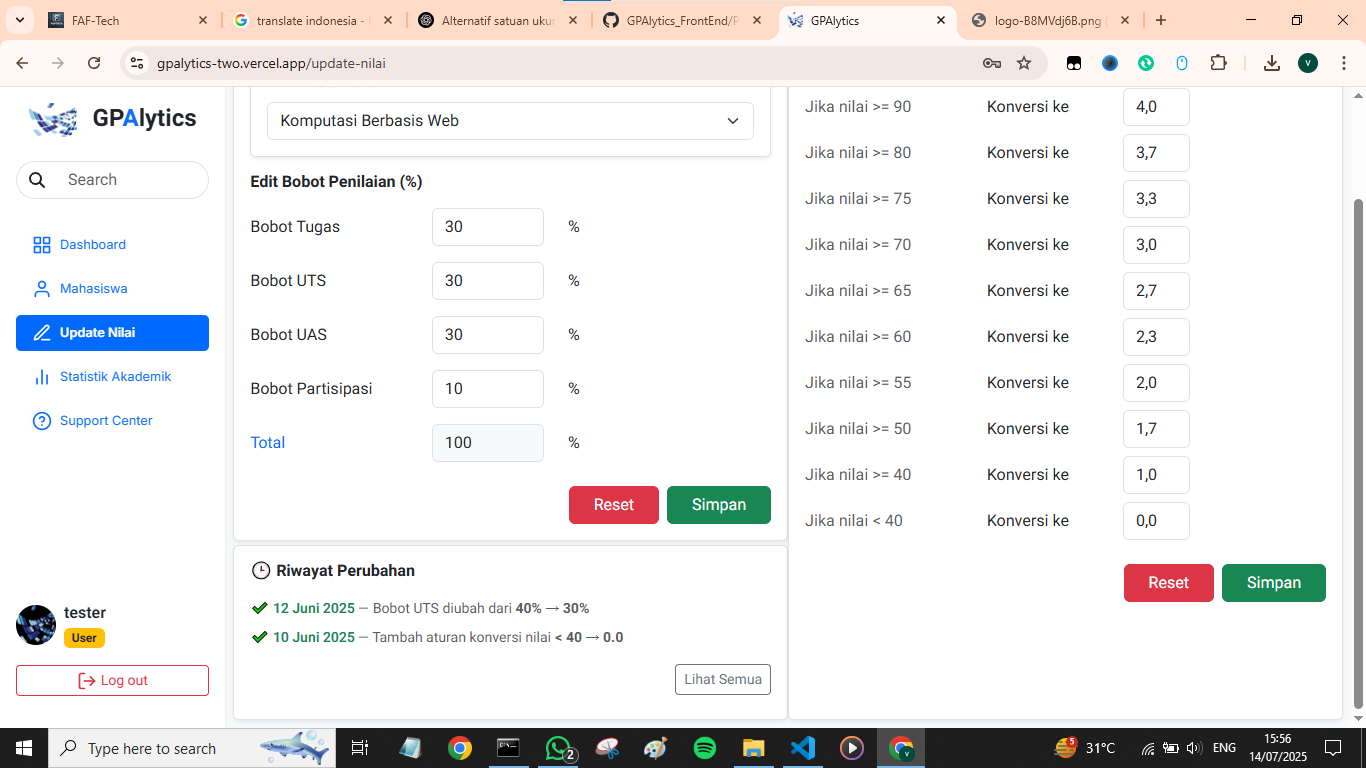 FAF-Tech
translate indonesia -
Alternatif satuan uku
GPAlytics_FrontEnd/P
GPAlytics
logo-B8MVdj6B.png (
gpalytics-two.vercel.app/update-nilai
V
GPAlytics
Search
Dashboard
Mahasiswa
Update Nilai
Statistik Akademik
Support Center
tester
User
Log out
Komputasi Berbasis Web
Edit Bobot Penilaian (%)
Bobot Tugas 30 %
Bobot UTS 30 %
Bobot UAS 30 %
Bobot Partisipasi 10 %
Total 100 %
Reset Simpan
Riwayat Perubahan
✔ 12 Juni 2025 — Bobot UTS diubah dari 40% → 30%
✔ 10 Juni 2025 — Tambah aturan konversi nilai < 40 → 0.0
Lihat Semua
Jika nilai >= 90 Konversi ke 4,0
Jika nilai >= 80 Konversi ke 3,7
Jika nilai >= 75 Konversi ke 3,3
Jika nilai >= 70 Konversi ke 3,0
Jika nilai >= 65 Konversi ke 2,7
Jika nilai >= 60 Konversi ke 2,3
Jika nilai >= 55 Konversi ke 2,0
Jika nilai >= 50 Konversi ke 1,7
Jika nilai >= 40 Konversi ke 1,0
Jika nilai < 40 Konversi ke 0,0
Reset Simpan
Type here to search
2
5
31°C
ENG
15:56
14/07/2025